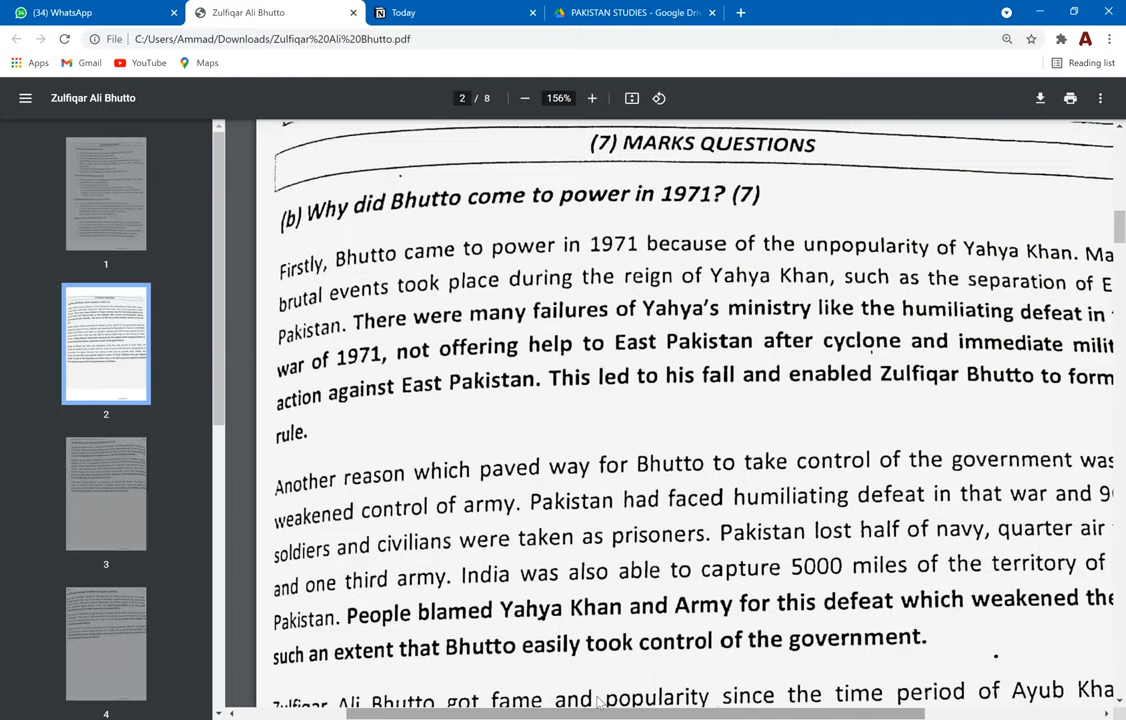 (34) WhatsApp
Zulfiqar Ali Bhutto
Today
PAKISTAN STUDIES - Google Dri
File
C:/Users/Ammad/Downloads/Zulfiqar%20Ali%20Bhutto.pdf
Apps
Gmail
YouTube
Maps
Reading list
Zulfiqar Ali Bhutto
2 / 8
156%
(7) MARKS QUESTIONS
(b) Why did Bhutto come to power in 1971? (7)
Firstly, Bhutto came to power in 1971 because of the unpopularity of Yahya Khan. Ma
brutal events took place during the reign of Yahya Khan, such as the separation of E
Pakistan. There were many failures of Yahya's ministry like the humiliating defeat in
war of 1971, not offering help to East Pakistan after cyclone and immediate milit
action against East Pakistan. This led to his fall and enabled Zulfiqar Bhutto to form
rule.
Another reason which paved way for Bhutto to take control of the government was
weakened control of army. Pakistan had faced humiliating defeat in that war and 9
soldiers and civilians were taken as prisoners. Pakistan lost half of navy, quarter air
and one third army. India was also able to capture 5000 miles of the territory of
Pakistan. People blamed Yahya Khan and Army for this defeat which weakened the
such an extent that Bhutto easily took control of the government.
Zulfiqar Ali Bhutto got fame and popularity since the time period of Ayub Kha
1
2
3
4